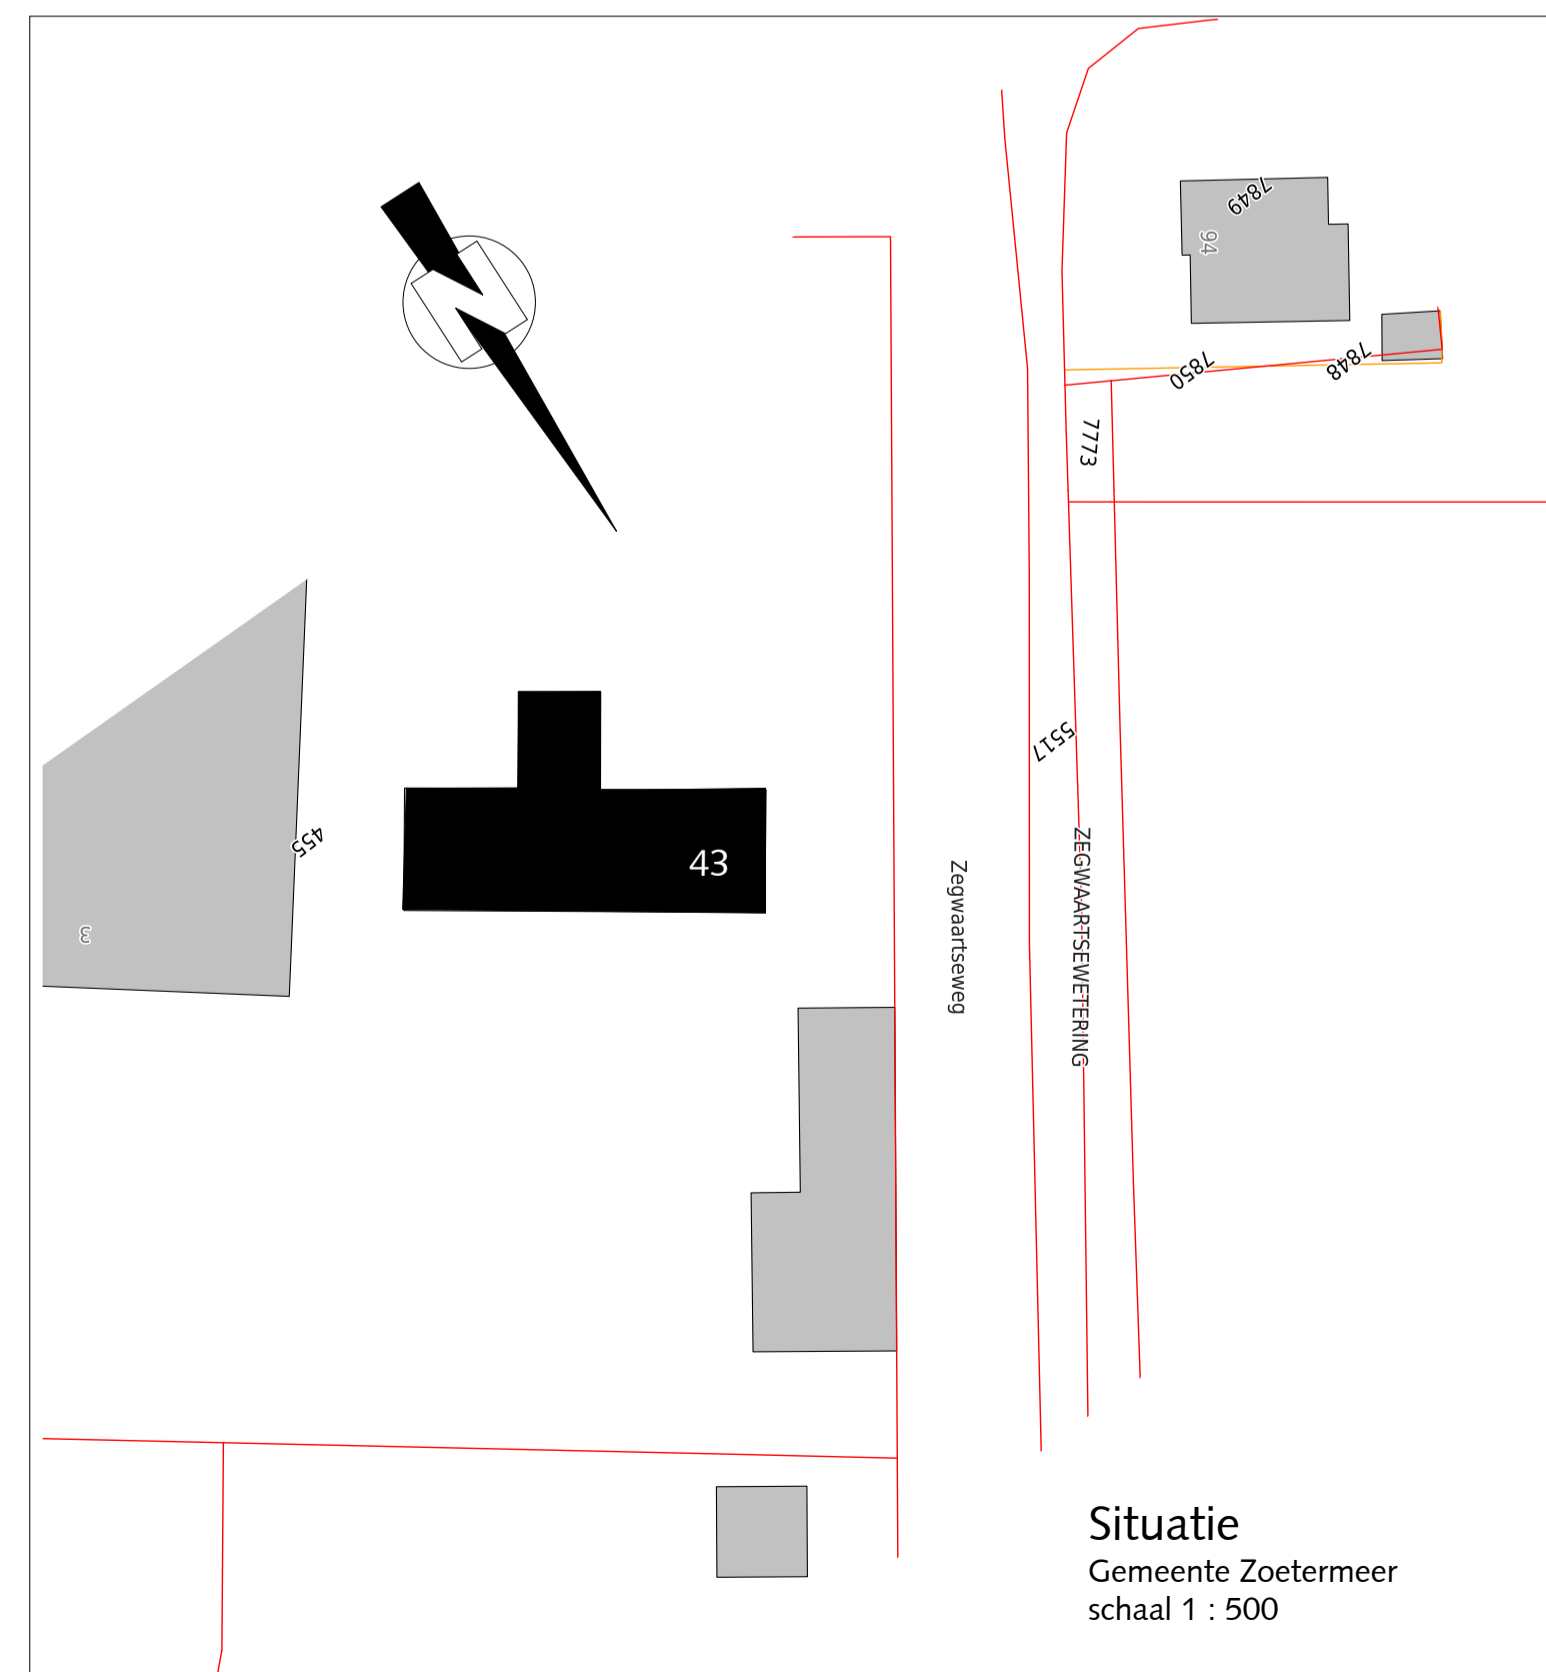 7849
94
7850
7848
7773
5517
455
43
3
Zegwaartseweg
ZEGWAARTSEWETERING
Situatie
Gemeente Zoetermeer
schaal 1 : 500